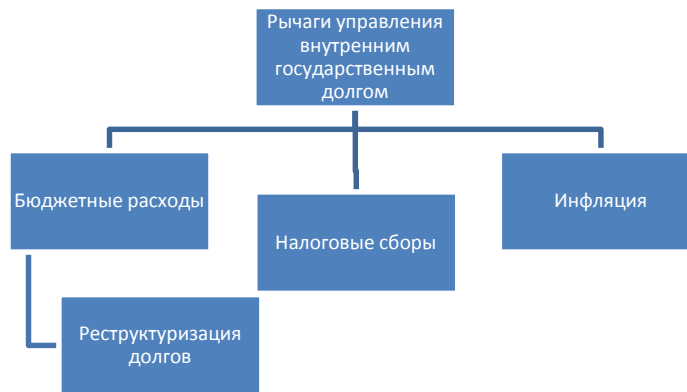 Рычаги управления
внутренним
государственным
долгом
Бюджетные расходы
Налоговые сборы
Инфляция
Реструктуризация
долгов